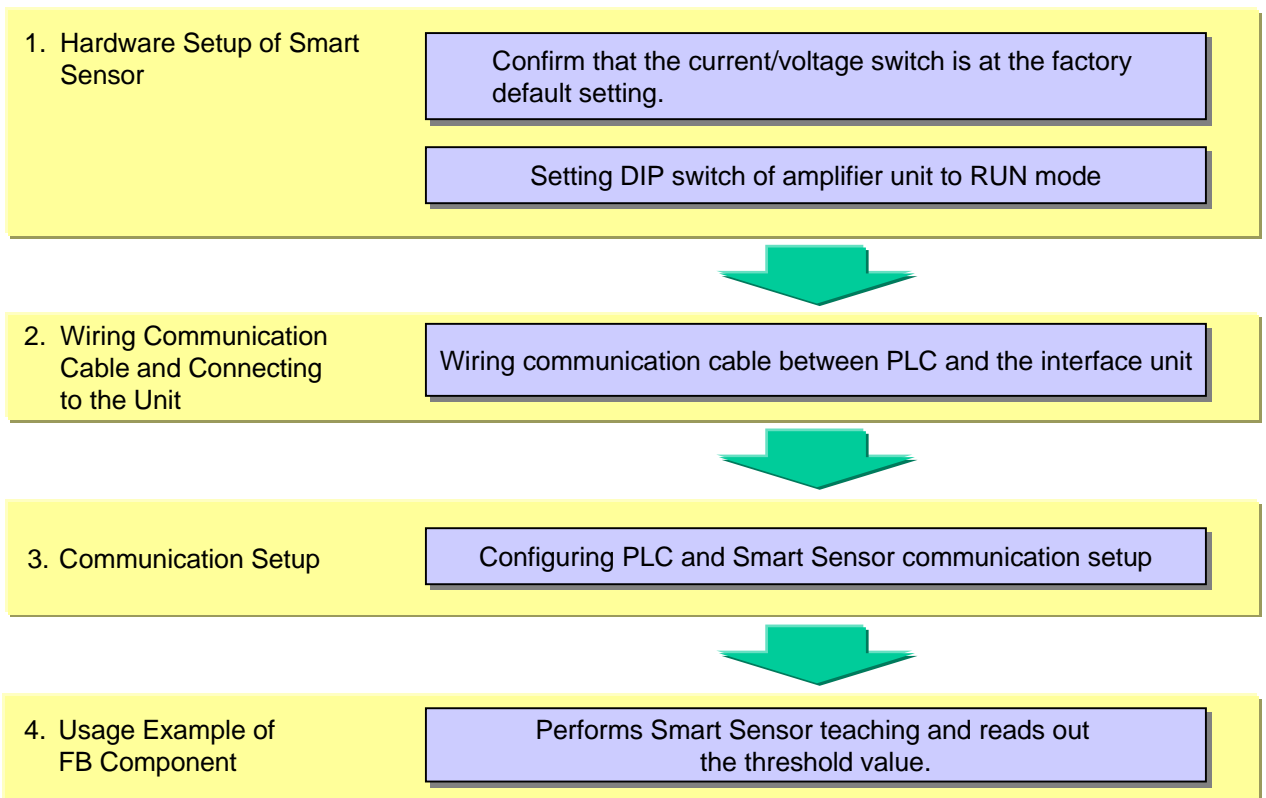 1. Hardware Setup of Smart
Sensor
Confirm that the current/voltage switch is at the factory
default setting.
Setting DIP switch of amplifier unit to RUN mode
2. Wiring Communication
Cable and Connecting
to the Unit
Wiring communication cable between PLC and the interface unit
3. Communication Setup
Configuring PLC and Smart Sensor communication setup
4. Usage Example of
FB Component
Performs Smart Sensor teaching and reads out
the threshold value.